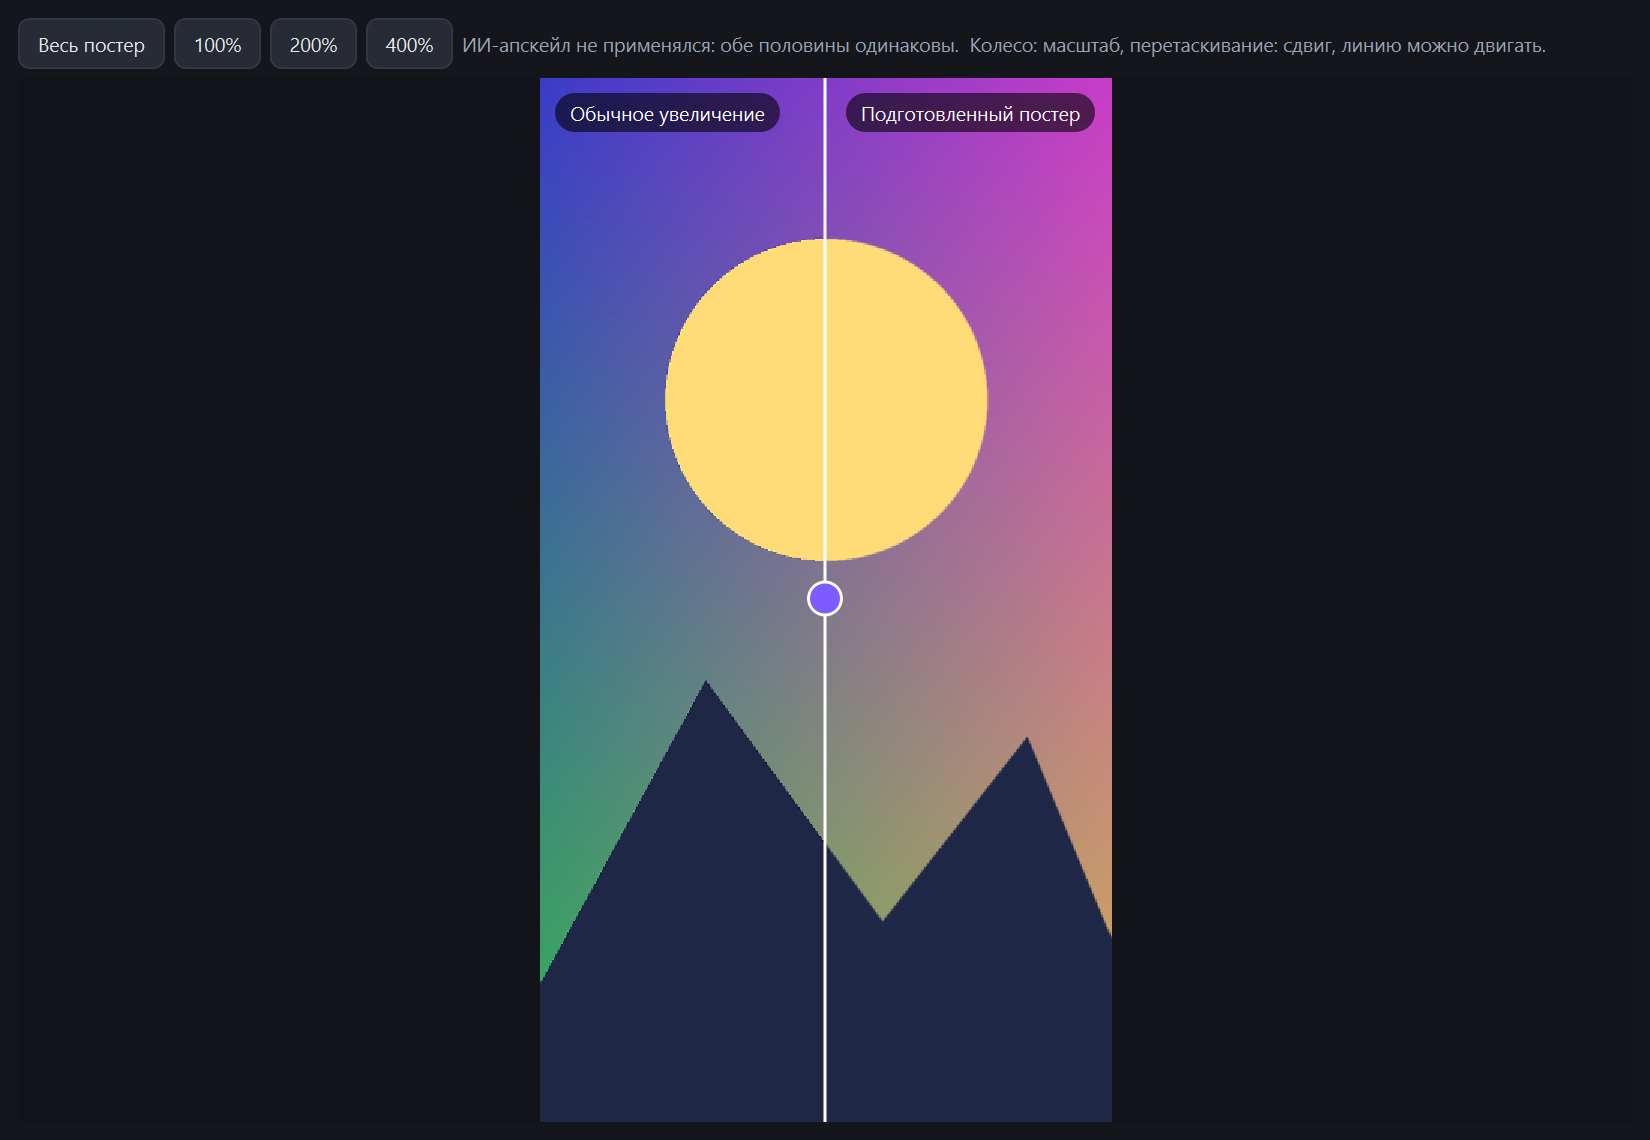 Весь постер 100% 200% 400% ИИ-апскейл не применялся: обе половины одинаковы. Колесо: масштаб, перетаскивание: сдвиг, линию можно двигать.
Обычное увеличение Подготовленный постер